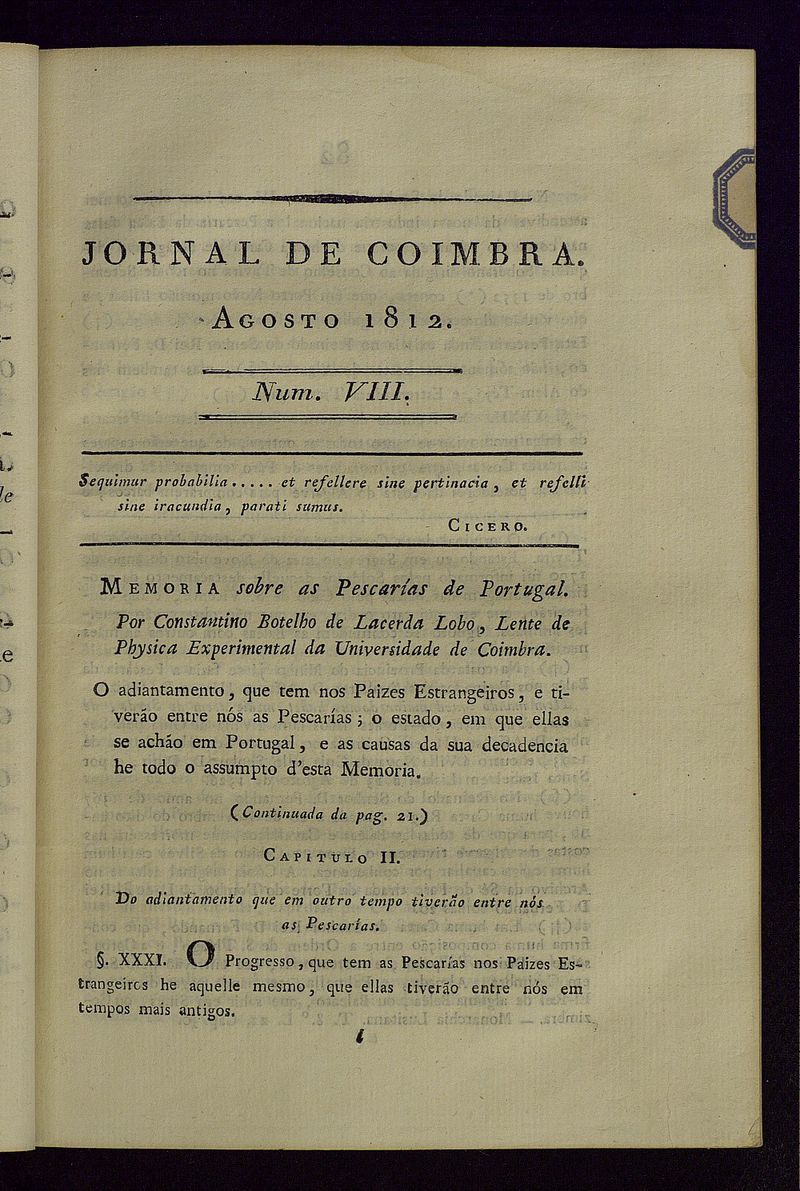 JORNAL DE COIMBRA.
AGOSTO 1812.
Num. VIII.
Sequimur probabilia ..... et refellere sine pertinacia, et refelli
sine iracundia, parati sumus.
CICERO.
MEMORIA sobre as Pescarías de Portugal.
Por Constantino Botelho de Lacerda Lobo, Lente de
Physica Experimental da Universidade de Coimbra.
O adiantamento, que tem nos Paizes Estrangeiros, e ti-
verão entre nós as Pescarías; o estado, em que ellas
se achão em Portugal, e as causas da sua decadencia
he todo o assumpto d'esta Memoria.
(Continuada da pag. 21.)
CAPITULO II.
Do adiantamento que em outro tempo tiverão entre nós
as Pescarías.
§. XXXI. O Progresso, que tem as Pescarías nos Paizes Es-
trangeiros he aquelle mesmo, que ellas tiverão entre nós em
tempos mais antigos.